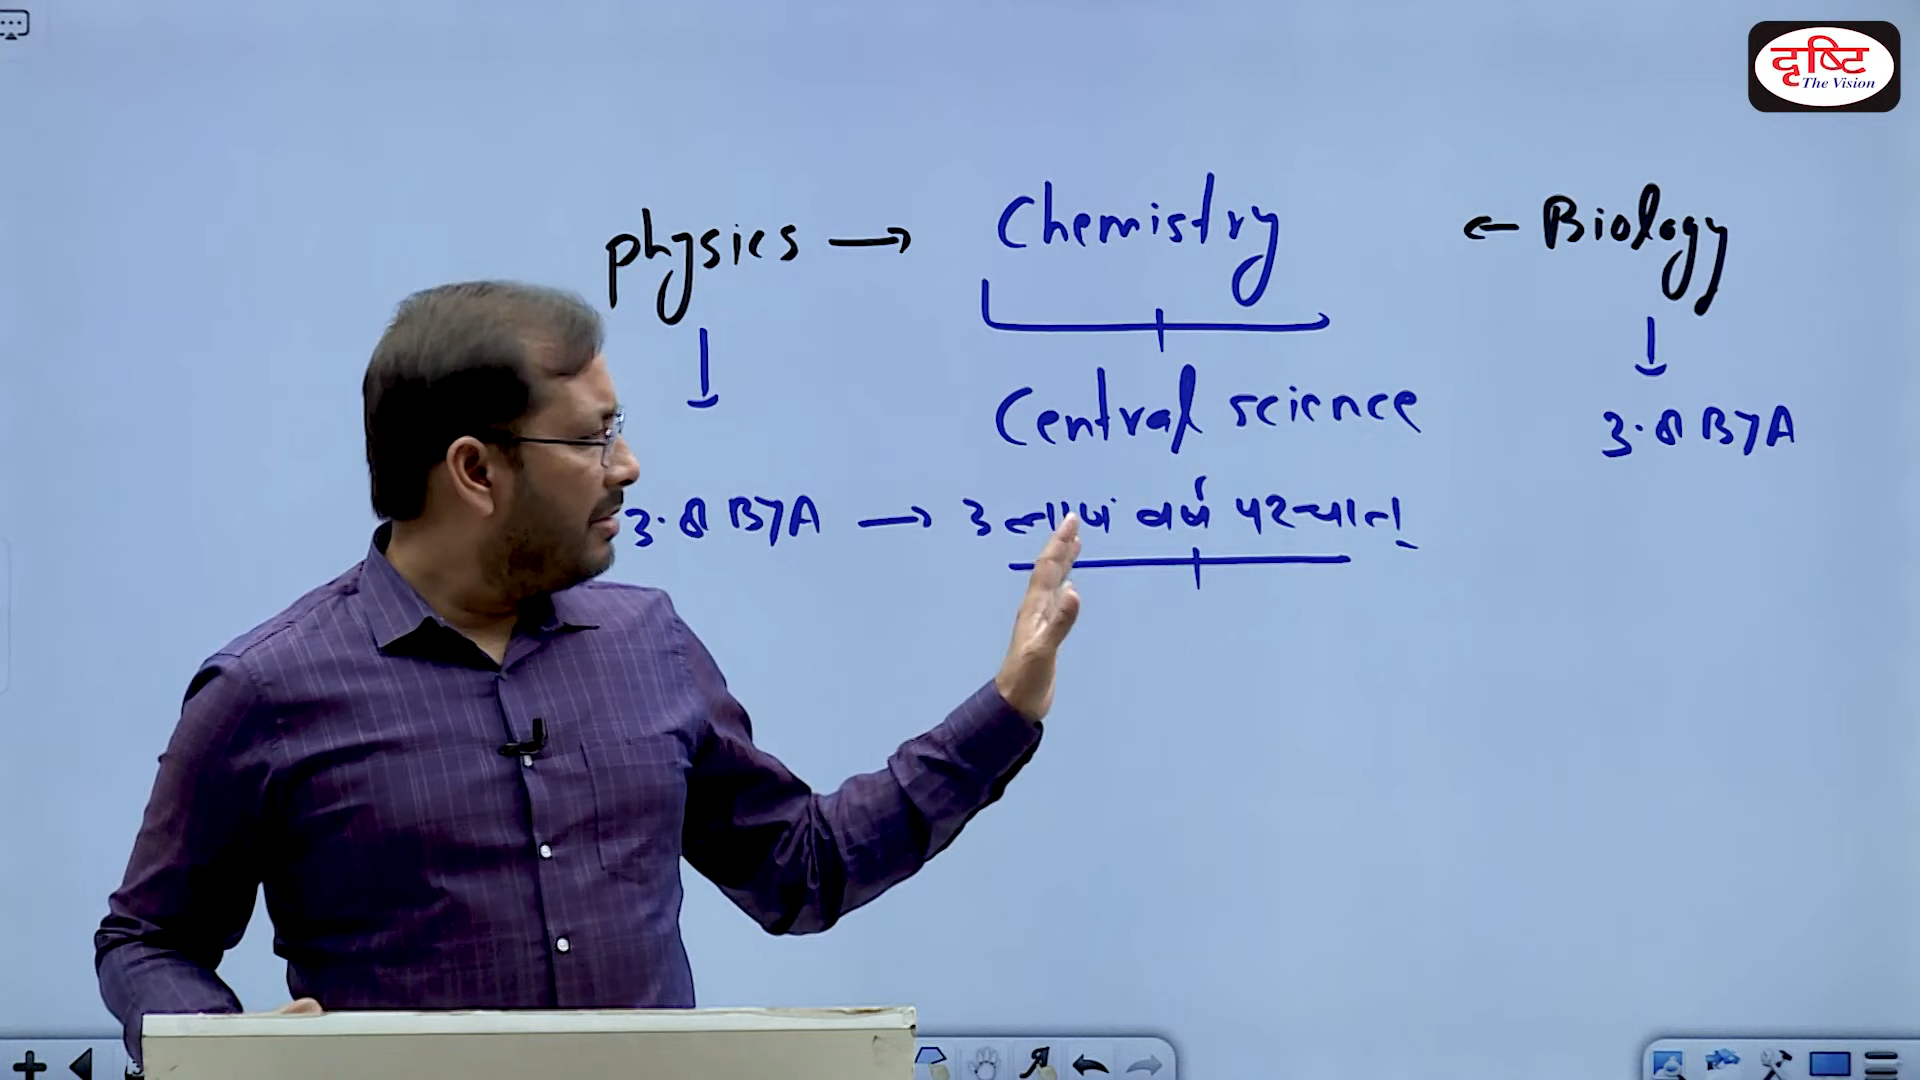 दृष्टि
The Vision
physics → Chemistry ← Biology
Central science
3.8 BYA
3.8 BYA → 3 लाख वर्ष पश्चात